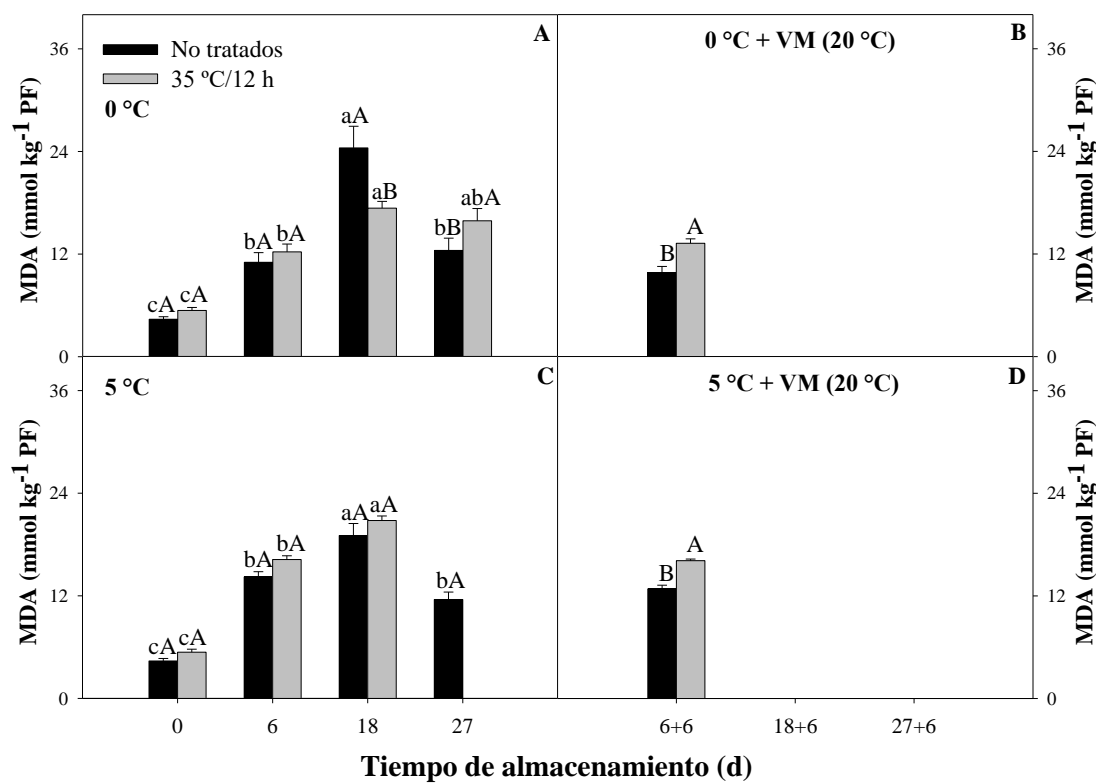 A
No tratados
35 ºC/12 h
0 °C
MDA (mmol kg-1 PF)
36
24
12
0
cA cA
bA bA
aA
aB
bB
abA
B
0 °C + VM (20 °C)
B
A
36
24
12
0
MDA (mmol kg-1 PF)
C
5 °C
MDA (mmol kg-1 PF)
36
24
12
0
cA cA
bA bA
aA aA
bA
0
6
18
27
D
5 °C + VM (20 °C)
B
A
36
24
12
0
MDA (mmol kg-1 PF)
6+6
18+6
27+6
Tiempo de almacenamiento (d)